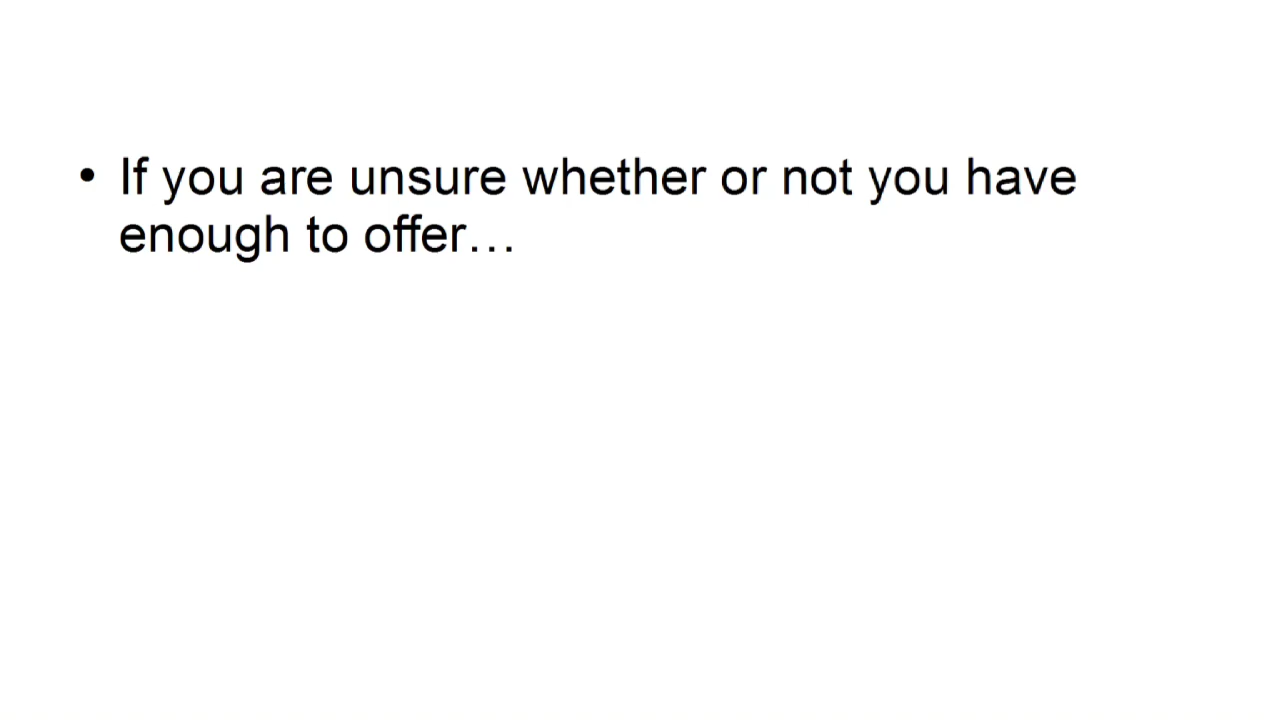 • If you are unsure whether or not you have
enough to offer…